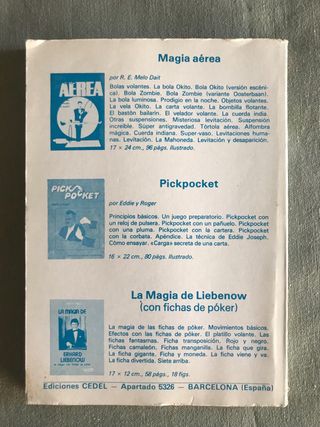 Magia aérea
por R. E. Melo Dait
Bolas volantes. La bola Okito. Bola Okito (versión escéni-
ca). Bola Zombie. Bola Zombie (variante Oosterbaan).
La bola luminosa. Prodigio en la noche. Objetos volantes.
La vela Okito. La carta volante. La bombilla flotante.
El bastón bailarín. El velador volante. La cuerda india.
Otras suspensiones. Misteriosa levitación. Suspensión
increíble. Súper antigravedad. Tórtola aérea. Alfombra
mágica. Cuerda indiana. Super-vaso. Levitaciones huma-
nas. Levitación. La Mahoneda. Levitación y desaparición.
17 × 24 cm., 96 págs. Ilustrado.
AEREA
Pickpocket
por Eddie y Roger
Principios básicos. Un juego preparatorio. Pickpocket con
un reloj de pulsera. Pickpocket con un pañuelo. Pickpocket
con una pluma. Pickpocket con la cartera. Pickpocket
con la corbata. Apéndice. La técnica de Eddie Joseph.
Cómo ensayar. «Carga» secreta de una carta.
16 × 22 cm., 80 págs. Ilustrado.
PICK
POCKET
La Magia de Liebenow
(con fichas de póker)
La magia de las fichas de póker. Movimientos básicos.
Efectos con las fichas de póker. El platillo volante. Las
fichas fantasmas. Ficha transposición. Rojo y negro.
Fichas camaleón. Fichas manganilla. La ficha que gira.
La ficha gigante. Ficha y moneda. La ficha viene y va.
La ficha divertida. Siete arriba.
17 × 12 cm., 58 págs., 18 figs.
LA MAGIA DE
ERHARD
LIEBENOW
Ediciones CEDEL — Apartado 5326 — BARCELONA (España)